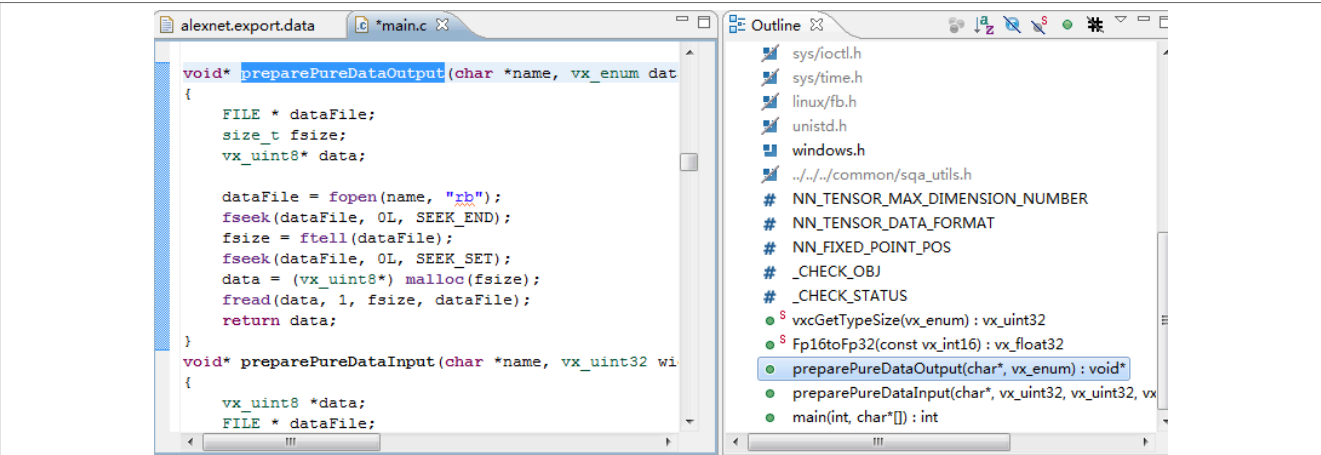 alexnet.export.data
*main.c
void* preparePureDataOutput(char *name, vx_enum dat
{
FILE * dataFile;
size_t fsize;
vx_uint8* data;
dataFile = fopen(name, "rb");
fseek(dataFile, 0L, SEEK_END);
fsize = ftell(dataFile);
fseek(dataFile, 0L, SEEK_SET);
data = (vx_uint8*) malloc(fsize);
fread(data, 1, fsize, dataFile);
return data;
}
void* preparePureDataInput(char *name, vx_uint32 wi
{
vx_uint8 *data;
FILE * dataFile;
Outline
sys/ioctl.h
sys/time.h
linux/fb.h
unistd.h
windows.h
../../../common/sqa_utils.h
# NN_TENSOR_MAX_DIMENSION_NUMBER
# NN_TENSOR_DATA_FORMAT
# NN_FIXED_POINT_POS
# _CHECK_OBJ
# _CHECK_STATUS
S vxcGetTypeSize(vx_enum) : vx_uint32
S Fp16toFp32(const vx_int16) : vx_float32
preparePureDataOutput(char*, vx_enum) : void*
preparePureDataInput(char*, vx_uint32, vx_uint32, vx
main(int, char*[]) : int